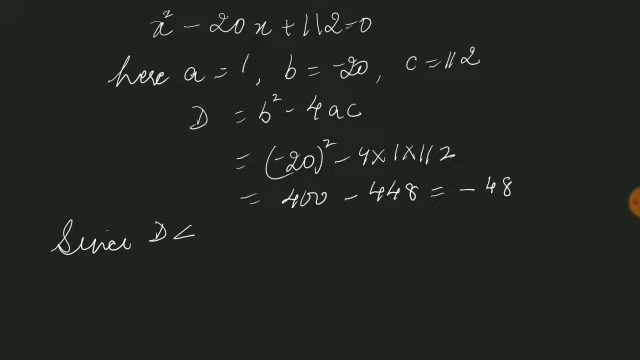 x² - 20x + 112 = 0
here a = 1, b = -20, c = 112
D = b² - 4ac
= (-20)² - 4×1×112
= 400 - 448 = - 48
Since D <